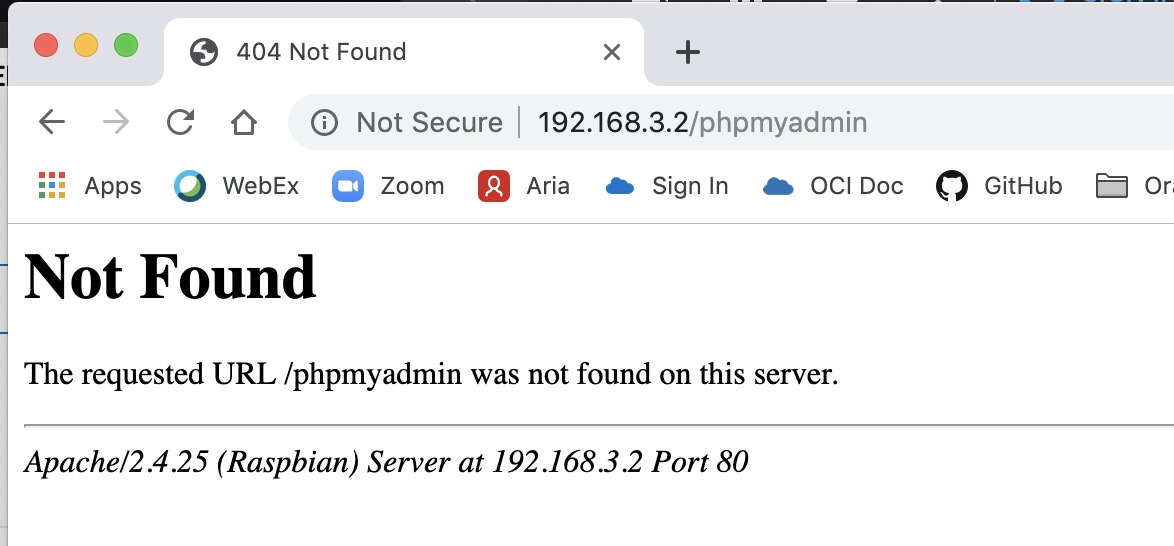 404 Not Found
Not Secure 192.168.3.2/phpmyadmin
Apps WebEx Zoom Aria Sign In OCI Doc GitHub
Not Found
The requested URL /phpmyadmin was not found on this server.
Apache/2.4.25 (Raspbian) Server at 192.168.3.2 Port 80